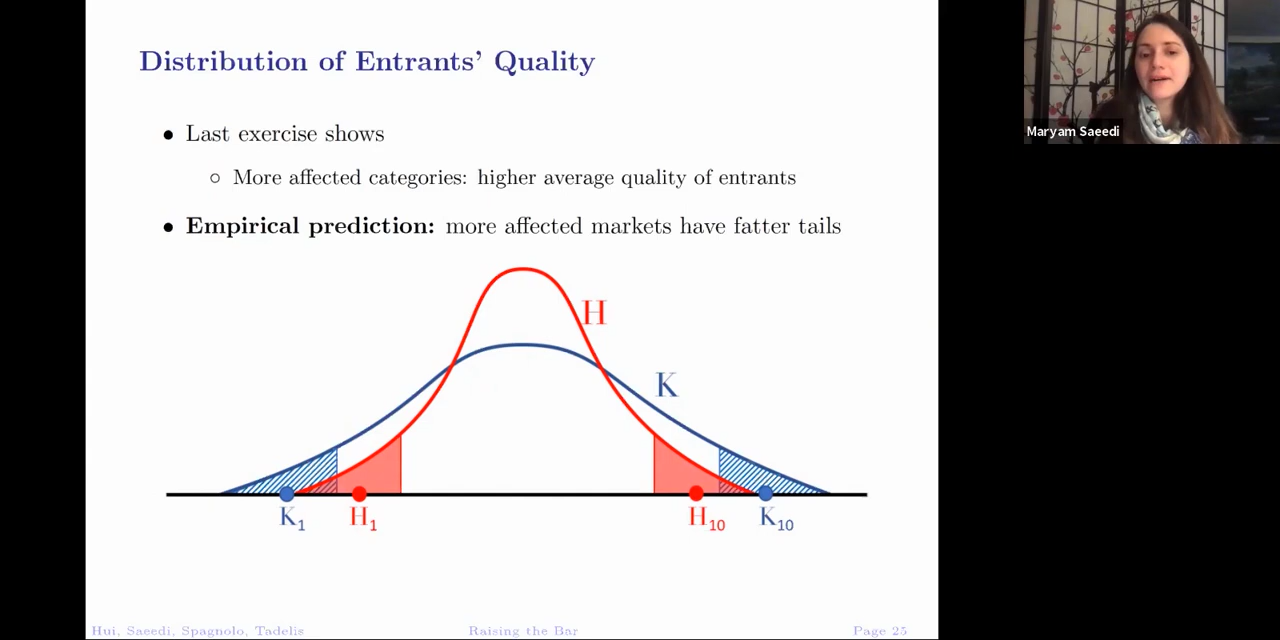 Distribution of Entrants' Quality
• Last exercise shows
○ More affected categories: higher average quality of entrants
• Empirical prediction: more affected markets have fatter tails
H
K
K1 H1 H10 K10
Hui, Saeedi, Spagnolo, Tadelis Raising the Bar Page 25
Maryam Saeedi